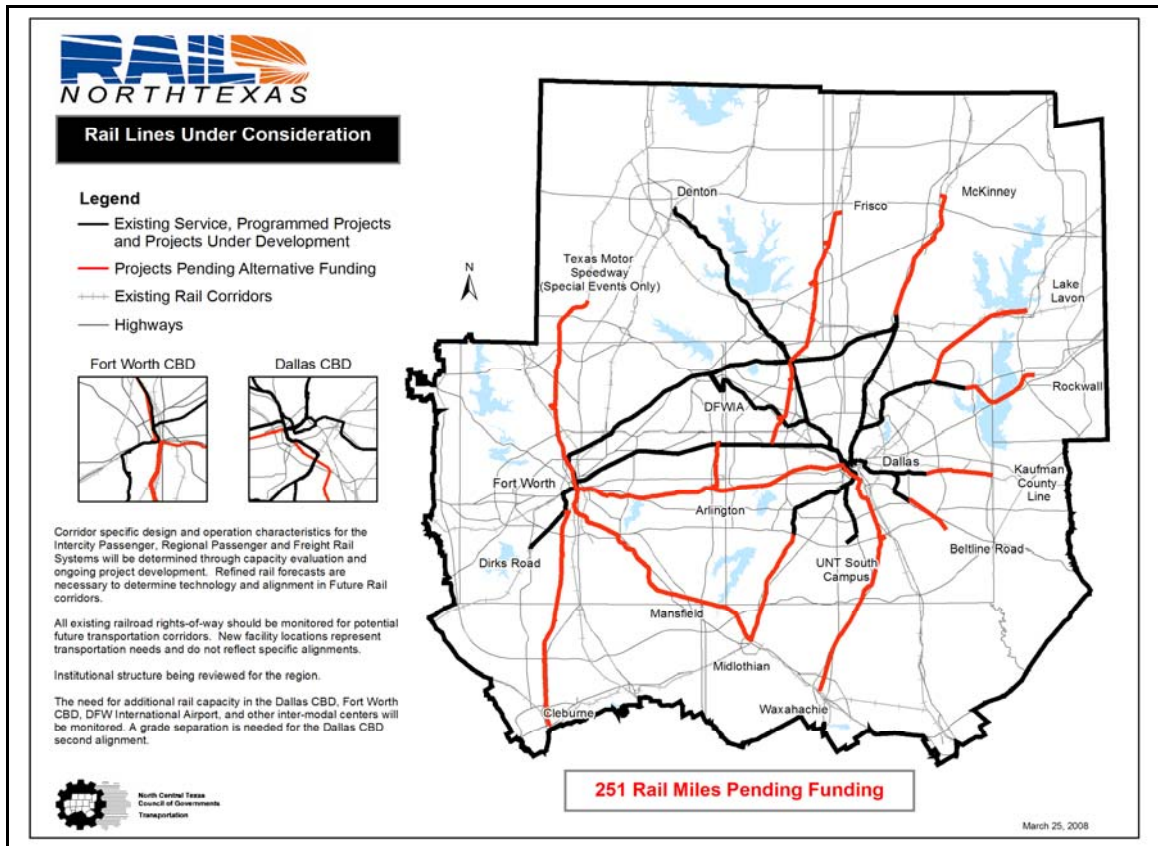 RAIL
NORTHTEXAS
Rail Lines Under Consideration
Legend
Existing Service, Programmed Projects
and Projects Under Development
Projects Pending Alternative Funding
Existing Rail Corridors
Highways
Fort Worth CBD
Dallas CBD
Corridor specific design and operation characteristics for the
Intercity Passenger, Regional Passenger and Freight Rail
Systems will be determined through capacity evaluation and
ongoing project development. Refined rail forecasts are
necessary to determine technology and alignment in Future Rail
corridors.
All existing railroad rights-of-way should be monitored for potential
future transportation corridors. New facility locations represent
transportation needs and do not reflect specific alignments.
Institutional structure being reviewed for the region.
The need for additional rail capacity in the Dallas CBD, Fort Worth
CBD, DFW International Airport, and other inter-modal centers will
be monitored. A grade separation is needed for the Dallas CBD
second alignment.
North Central Texas
Council of Governments
Transportation
N
Denton
Frisco
McKinney
Texas Motor
Speedway
(Special Events Only)
Lake
Lavon
Rockwall
DFWIA
Dallas
Fort Worth
Kaufman
County
Line
Arlington
Beltline Road
Dirks Road
UNT South
Campus
Mansfield
Midlothian
Waxahachie
Cleburne
251 Rail Miles Pending Funding
March 25, 2008